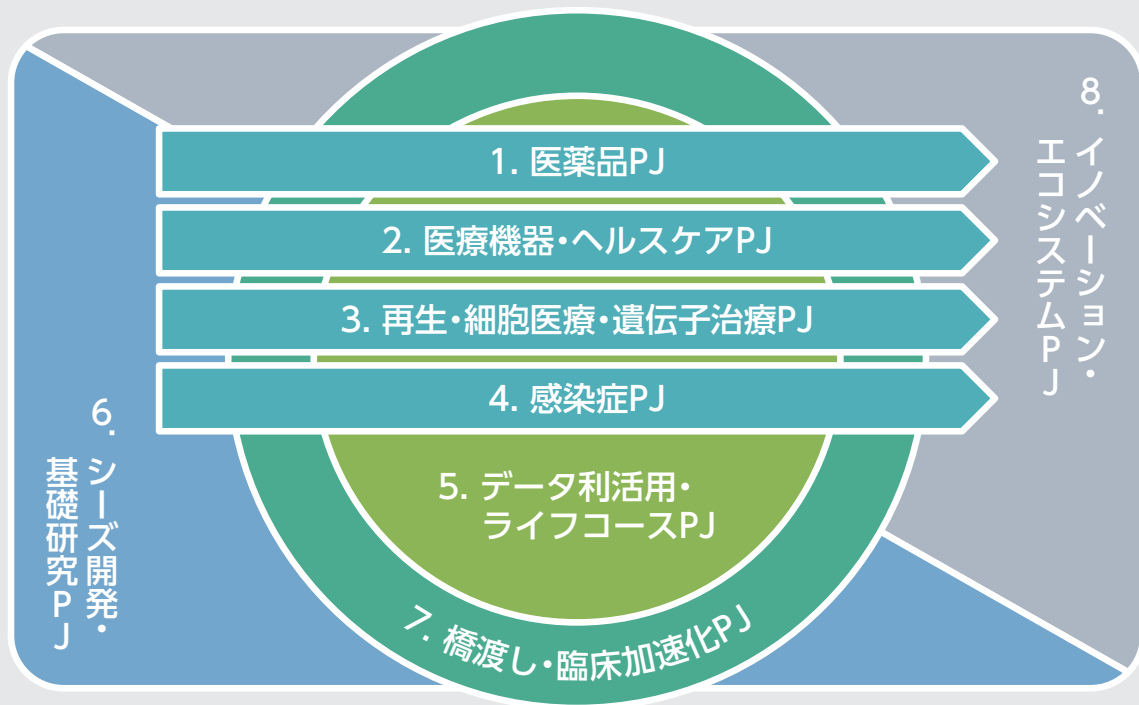 1. 医薬品PJ
2. 医療機器・ヘルスケアPJ
3. 再生・細胞医療・遺伝子治療PJ
4. 感染症PJ
5. データ利活用・
ライフコースPJ
6. シーズ開発・
基礎研究PJ
7. 橋渡し・臨床加速化PJ
8. イノベーション・
エコシステムPJ